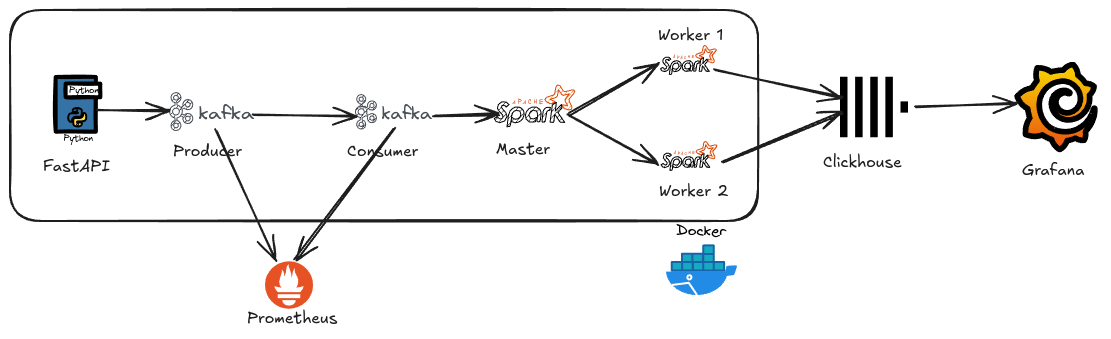 Worker 1
APACHE
Spark
Python
kafka
kafka
APACHE
Spark
Python
FastAPI
Producer
Consumer
Master
APACHE
Spark
Worker 2
Clickhouse
Grafana
Docker
Prometheus